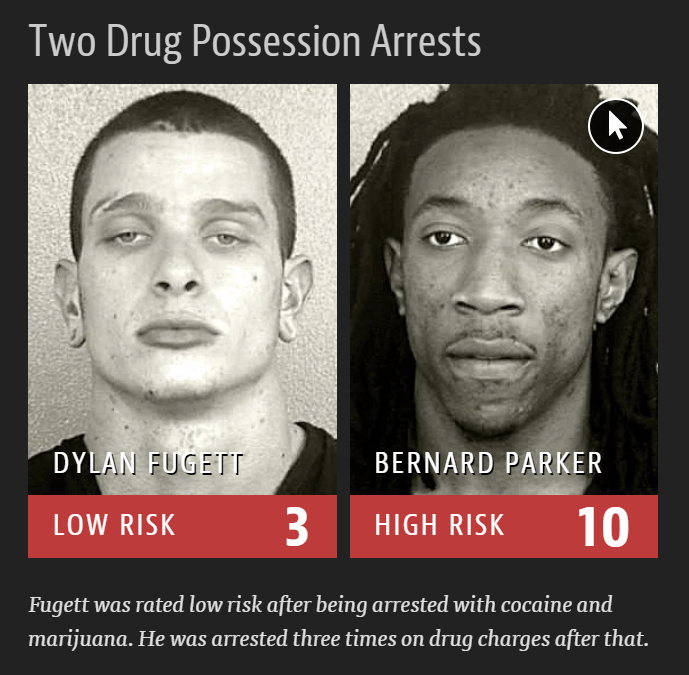 Two Drug Possession Arrests
DYLAN FUGETT
BERNARD PARKER
LOW RISK 3
HIGH RISK 10
Fugett was rated low risk after being arrested with cocaine and
marijuana. He was arrested three times on drug charges after that.